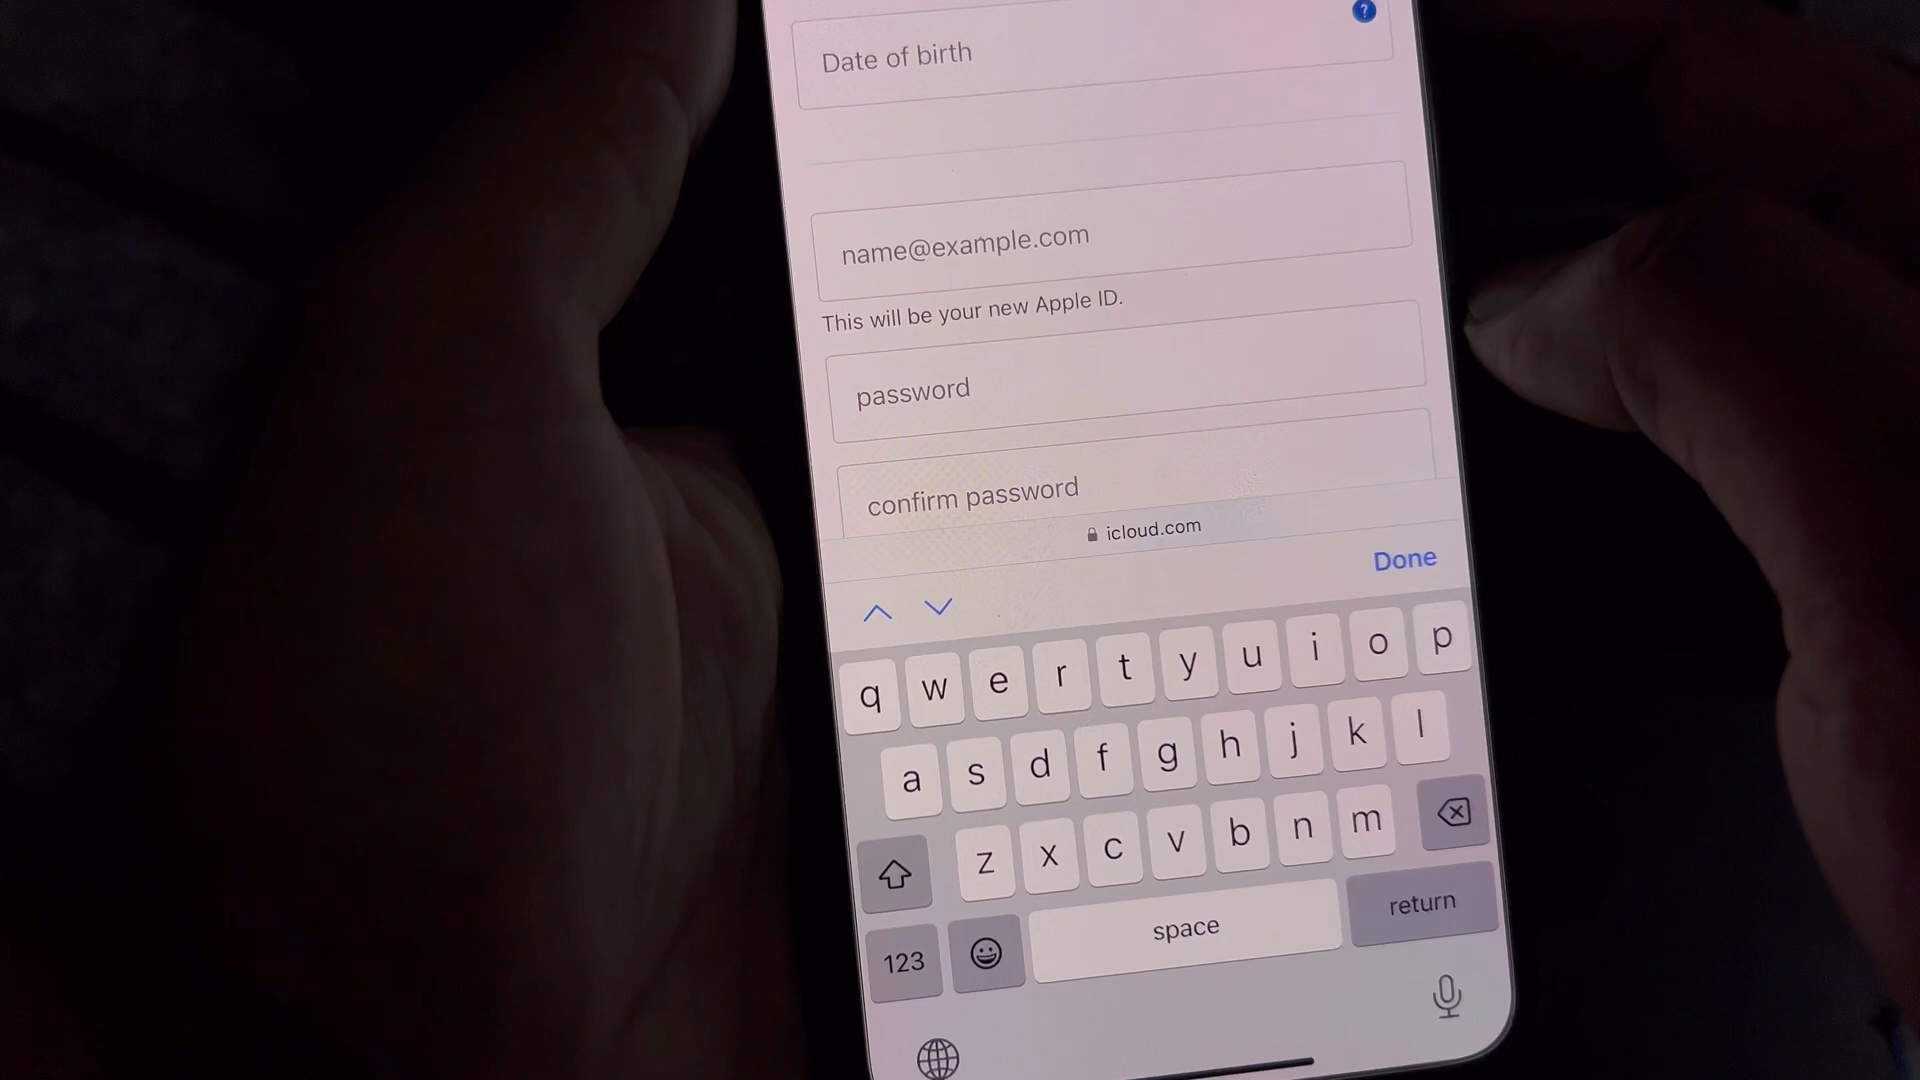 ?
Date of birth
name@example.com
This will be your new Apple ID.
password
confirm password
icloud.com
Done
q w e r t y u i o p
a s d f g h j k l
z x c v b n m
123 space return